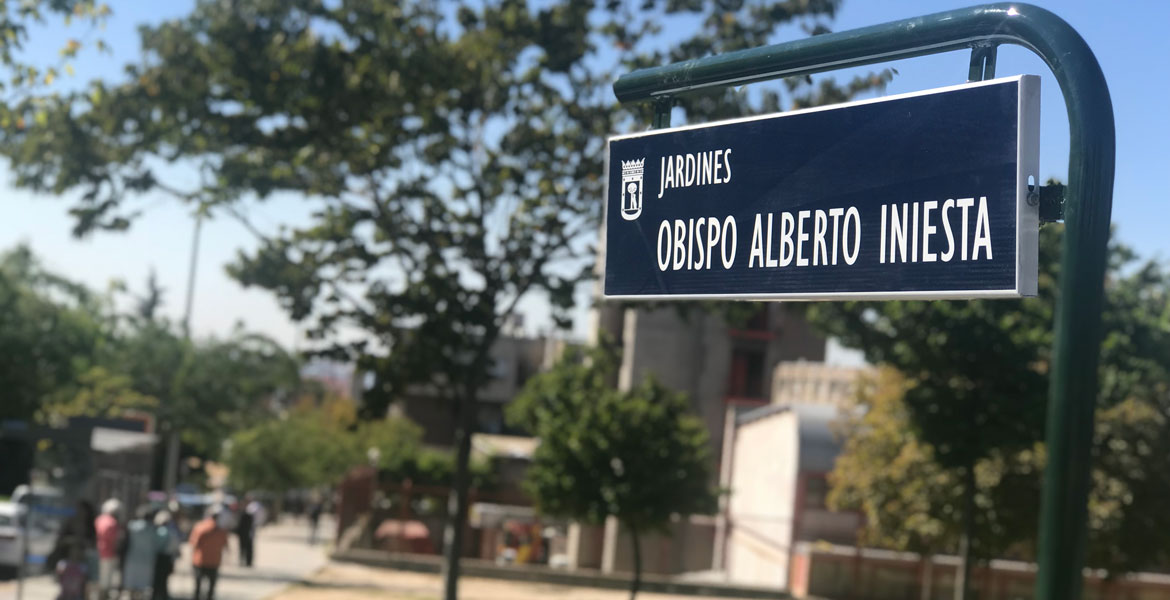 JARDINES
OBISPO ALBERTO INIESTA